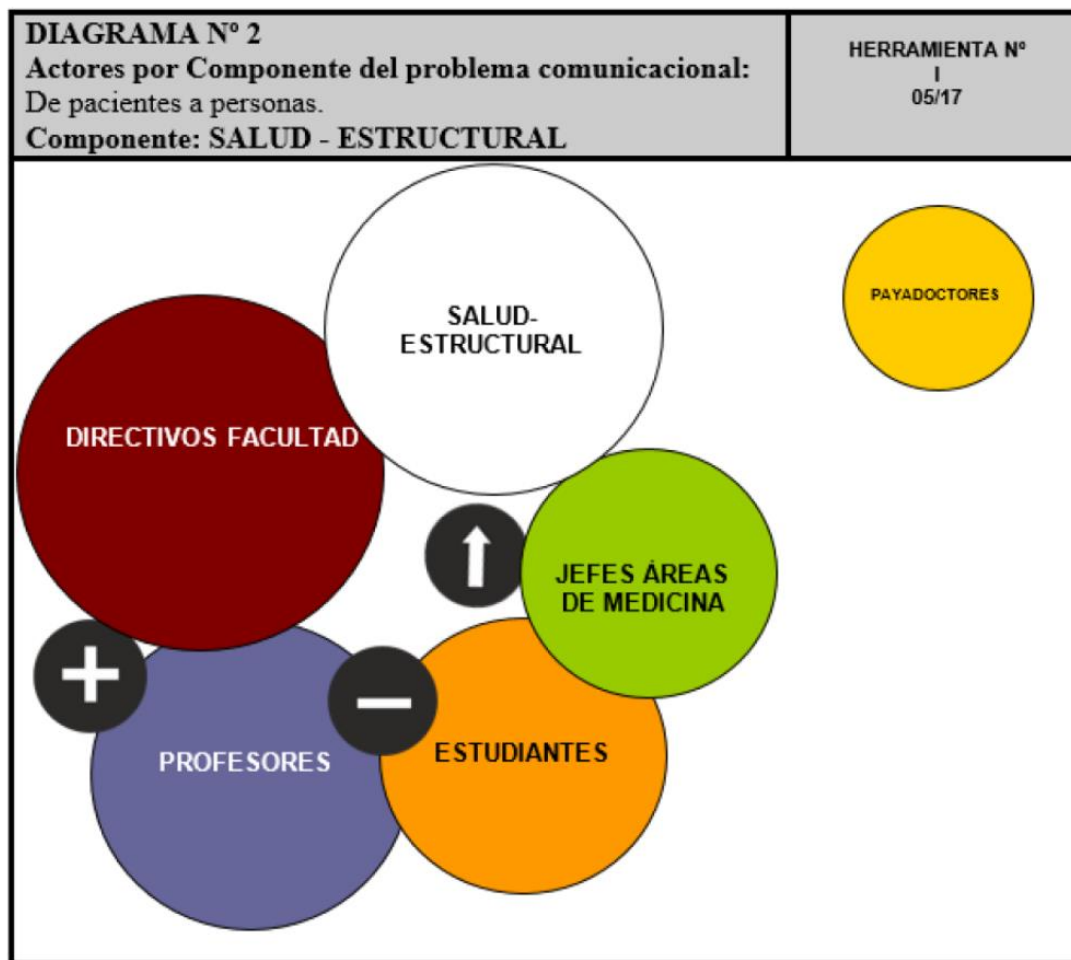 DIAGRAMA Nº 2
Actores por Componente del problema comunicacional:
De pacientes a personas.
Componente: SALUD - ESTRUCTURAL
HERRAMIENTA Nº
I
05/17
PAYADOCTORES
SALUD-
ESTRUCTURAL
DIRECTIVOS FACULTAD
JEFES ÁREAS
DE MEDICINA
PROFESORES
ESTUDIANTES